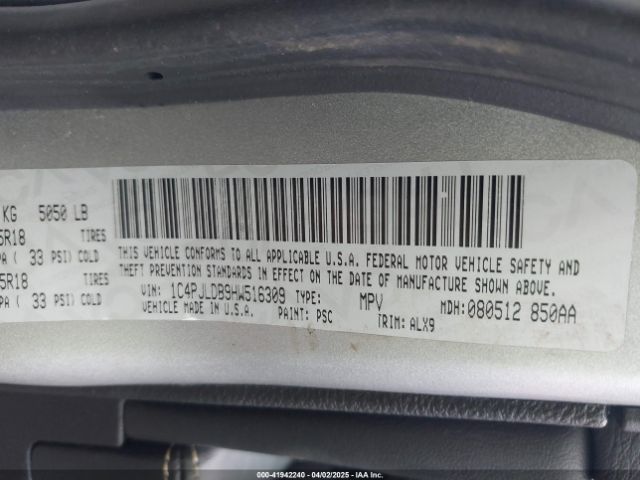 KG 5050 LB
5R18 TIRES
PA ( 33 PSI) COLD
5R18 TIRES
PA ( 33 PSI) COLD
THIS VEHICLE CONFORMS TO ALL APPLICABLE U.S.A. FEDERAL MOTOR VEHICLE SAFETY AND
THEFT PREVENTION STANDARDS IN EFFECT ON THE DATE OF MANUFACTURE SHOWN ABOVE.
VIN: 1C4PJLDB9HW516309 TYPE: MPV MDH:080512 850AA
VEHICLE MADE IN U.S.A. PAINT: PSC TRIM: ALX9
000-41942240 - 04/02/2025 - IAA Inc.